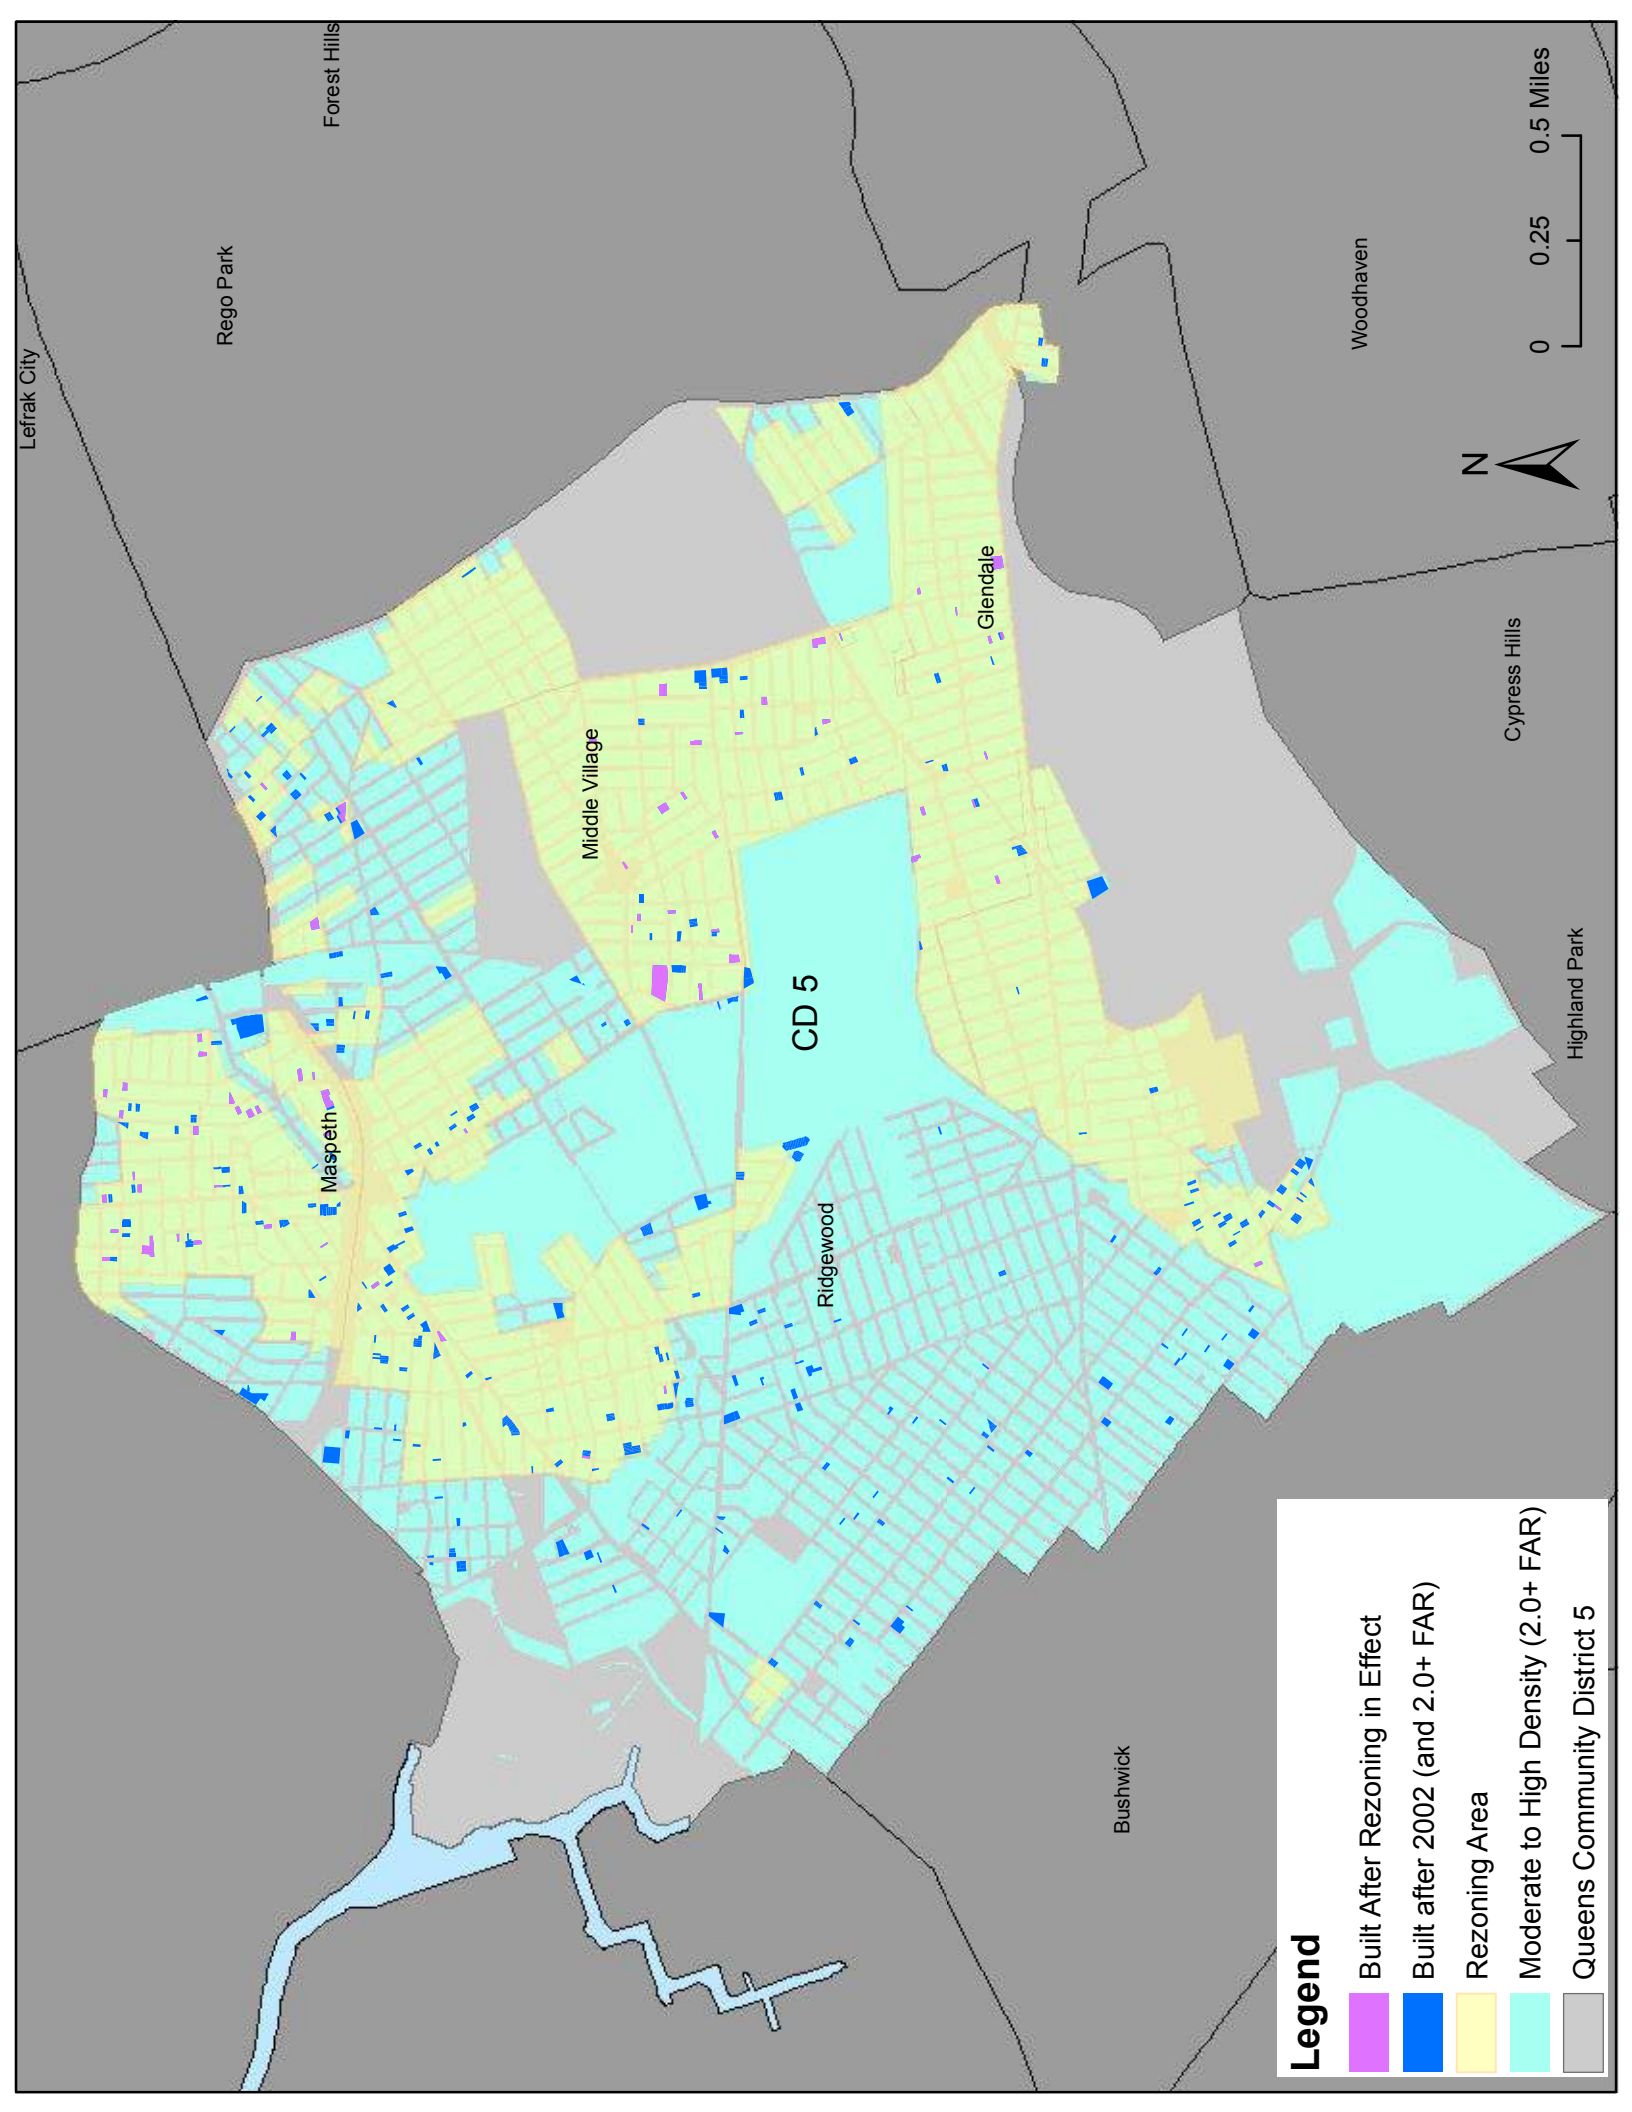 Lefrak City
Rego Park
Forest Hills
Maspeth
Middle Village
Glendale
CD 5
Ridgewood
Bushwick
Woodhaven
Cypress Hills
Highland Park
N
0 0.25 0.5 Miles
Legend
Built After Rezoning in Effect
Built after 2002 (and 2.0+ FAR)
Rezoning Area
Moderate to High Density (2.0+ FAR)
Queens Community District 5